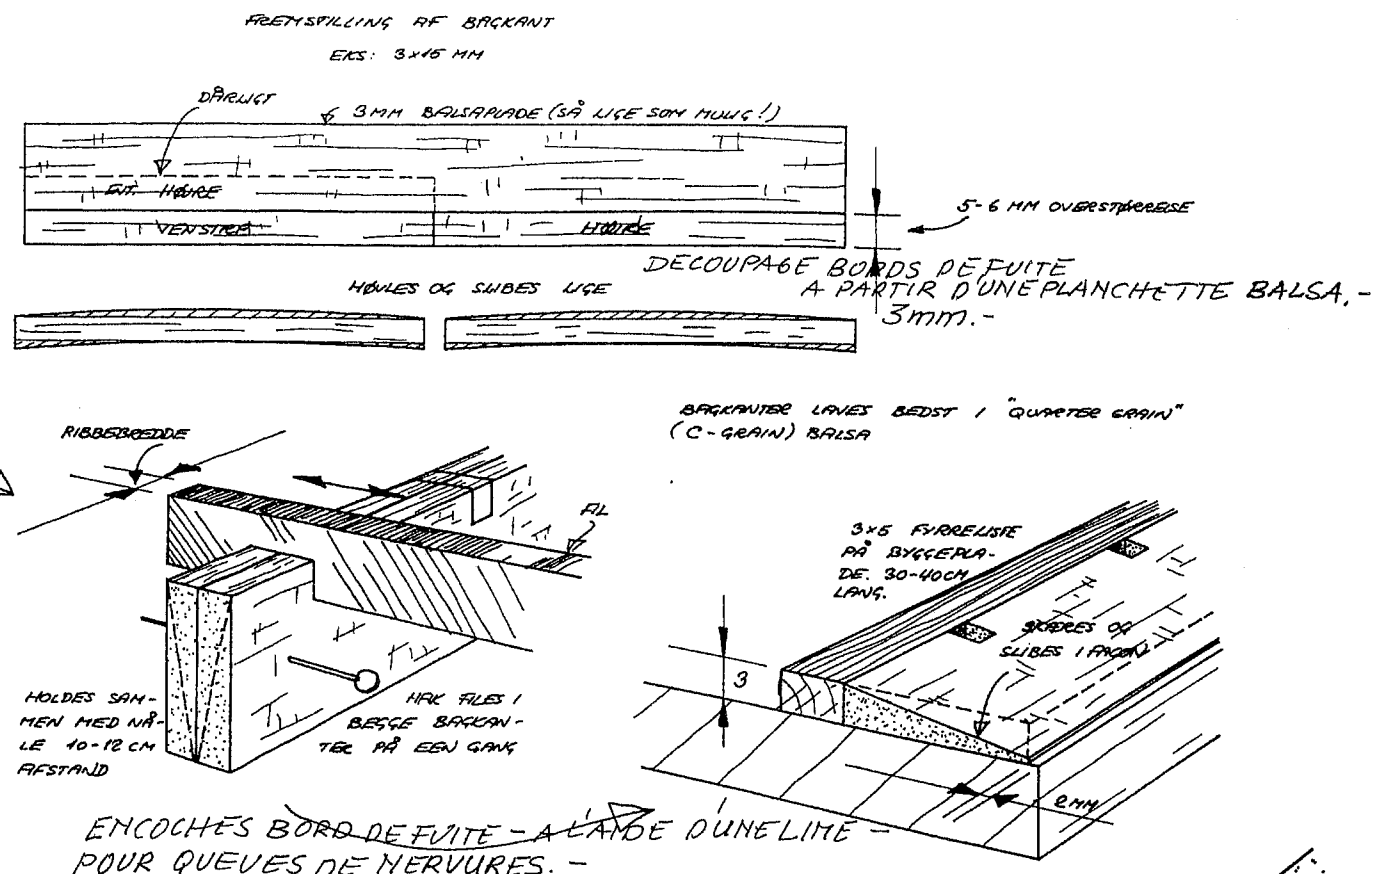 FREMSTILLING AF BAGKANT
EKS: 3x15 MM
DÅRLIGT
3 MM BALSAPLADE (SÅ LIGE SOM MULIG!)
ENT. HØJRE
VENSTRE
HØJRE
5-6 MM OVERSTØRRELSE
DECOUPAGE BORDS DE FUITE
A PARTIR D'UNE PLANCHETTE BALSA.-
3mm.-
HØVLES OG SLIBES LIGE
BAGKANTER LAVES BEDST I "QUARTER GRAIN"
(C-GRAIN) BALSA
RIBBEBREDDE
FIL
3x5 FYRRELISTE
PÅ BYGGEPLA-
DE. 30-40CM
LANG.
SKÆRES OG
SLIBES I FACON
3
HOLDES SAM-
MEN MED NÅ-
LE 10-12 CM
AFSTAND
HAK FILES I
BEGGE BAGKAN-
TER PÅ EEN GANG
2MM
ENCOCHES BORD DE FUITE - A L'AIDE D'UNE LIME -
POUR QUEUES DE NERVURES. -